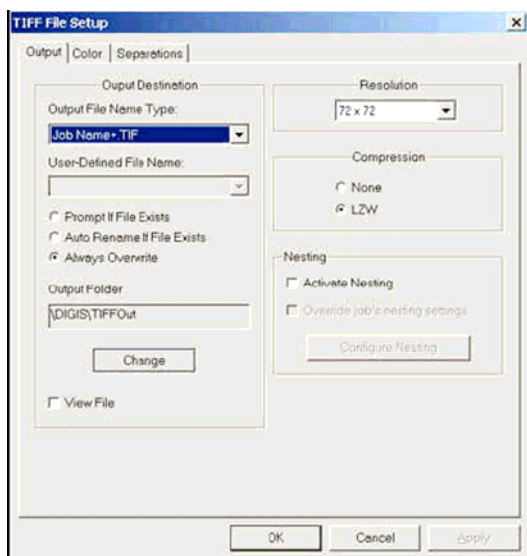 TIFF File Setup
Output
Color
Separations
Ouput Destination
Output File Name Type:
Job Name+.TIF
User-Defined File Name:
Prompt If File Exists
Auto Rename If File Exists
Always Overwrite
Output Folder
\DIGIS\TIFFOut
Change
View File
Resolution
72 x 72
Compression
None
LZW
Nesting
Activate Nesting
Override job's nesting settings
Configure Nesting
OK
Cancel
Apply